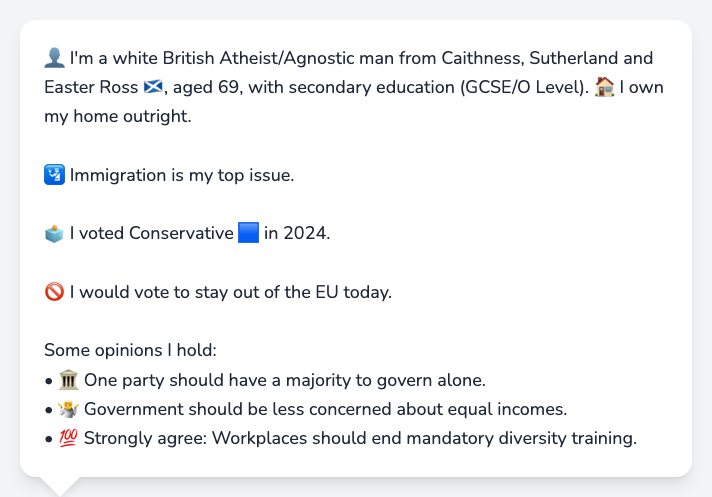 👤 I'm a white British Atheist/Agnostic man from Caithness, Sutherland and
Easter Ross 🏴󠁧󠁢󠁳󠁣󠁴󠁿, aged 69, with secondary education (GCSE/O Level). 🏠 I own
my home outright.
🛂 Immigration is my top issue.
🗳️ I voted Conservative 🟦 in 2024.
🚫 I would vote to stay out of the EU today.
Some opinions I hold:
• 🏛️ One party should have a majority to govern alone.
• 🤷 Government should be less concerned about equal incomes.
• 💯 Strongly agree: Workplaces should end mandatory diversity training.